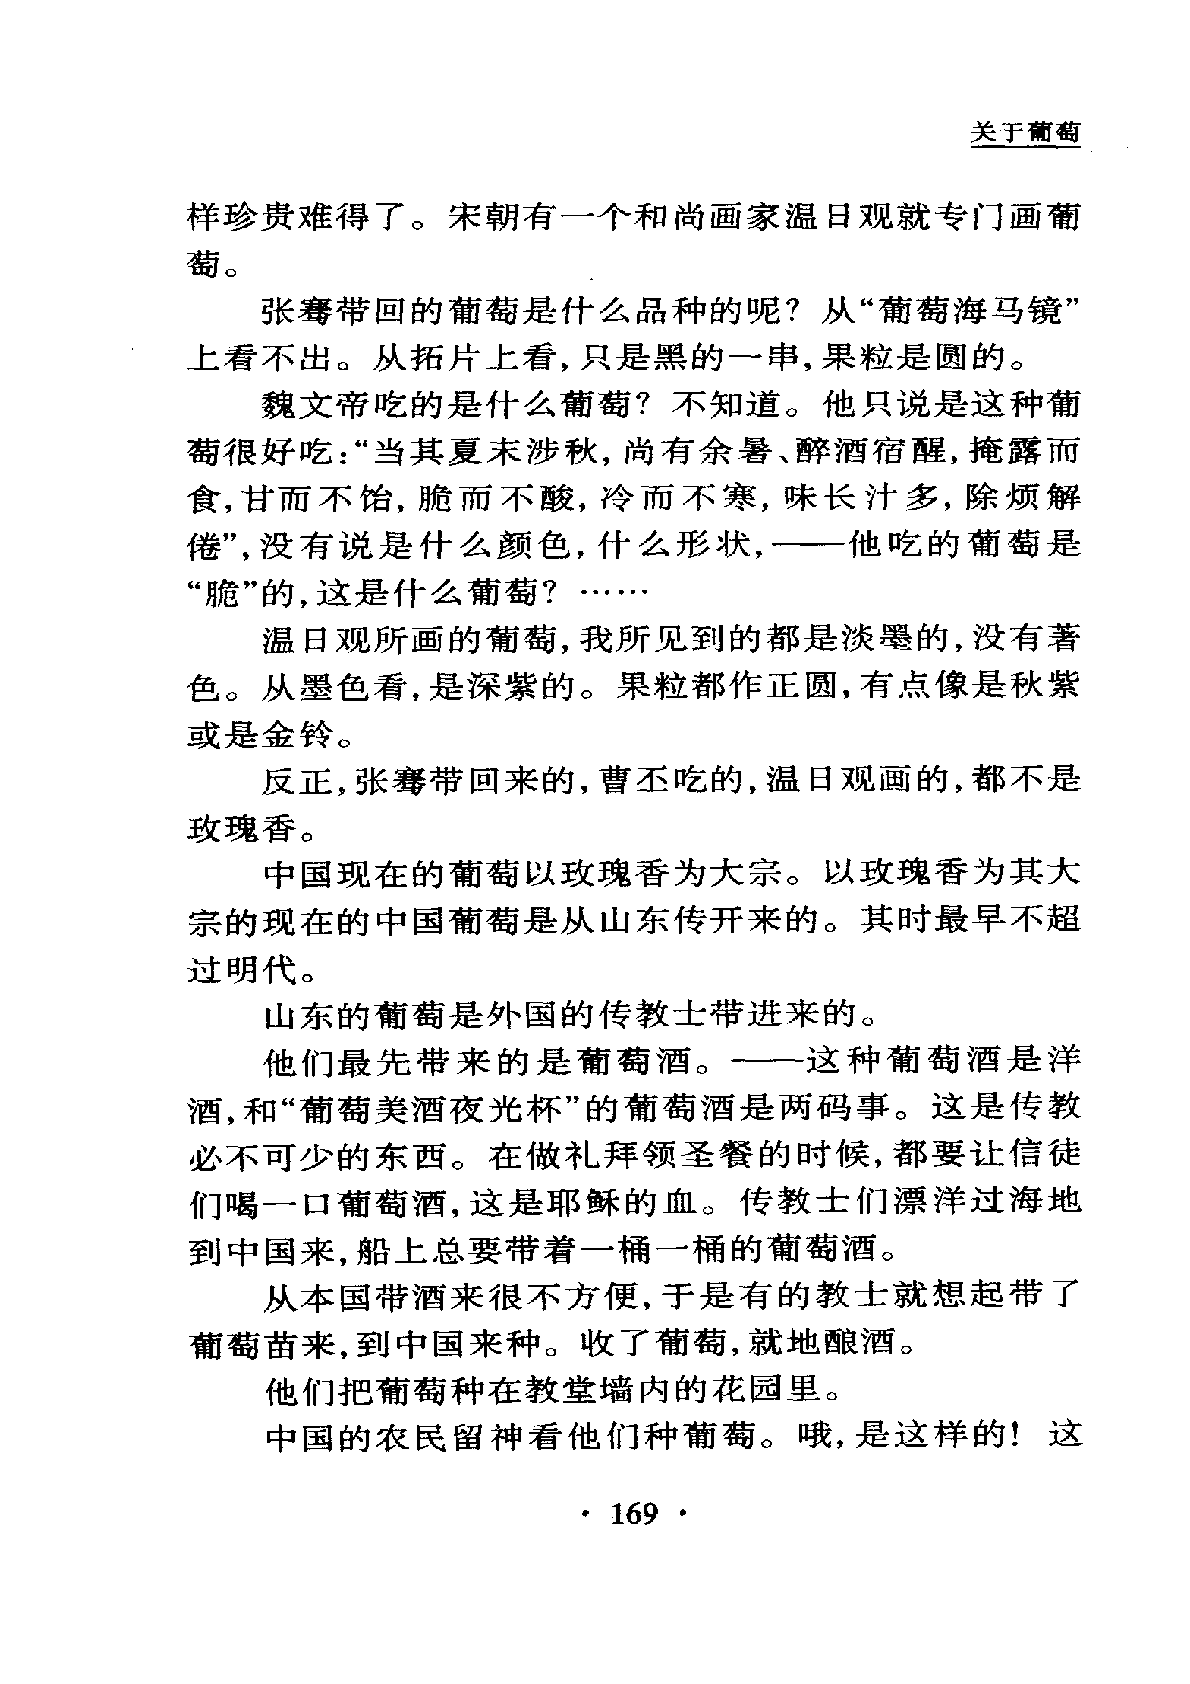 关于葡萄
样珍贵难得了。宋朝有一个和尚画家温日观就专门画葡
萄。
张骞带回的葡萄是什么品种的呢？从“葡萄海马镜”
上看不出。从拓片上看，只是黑的一串，果粒是圆的。
魏文帝吃的是什么葡萄？不知道。他只说是这种葡
萄很好吃：“当其夏末涉秋，尚有余暑、醉酒宿醒，掩露而
食，甘而不饴，脆而不酸，冷而不寒，味长汁多，除烦解
倦”，没有说是什么颜色，什么形状，——他吃的葡萄是
“脆”的，这是什么葡萄？……
温日观所画的葡萄，我所见到的都是淡墨的，没有著
色。从墨色看，是深紫的。果粒都作正圆，有点像是秋紫
或是金铃。
反正，张骞带回来的，曹丕吃的，温日观画的，都不是
玫瑰香。
中国现在的葡萄以玫瑰香为大宗。以玫瑰香为其大
宗的现在的中国葡萄是从山东传开来的。其时最早不超
过明代。
山东的葡萄是外国的传教士带进来的。
他们最先带来的是葡萄酒。——这种葡萄酒是洋
酒，和“葡萄美酒夜光杯”的葡萄酒是两码事。这是传教
必不可少的东西。在做礼拜领圣餐的时候，都要让信徒
们喝一口葡萄酒，这是耶稣的血。传教士们漂洋过海地
到中国来，船上总要带着一桶一桶的葡萄酒。
从本国带酒来很不方便，于是有的教士就想起带了
葡萄苗来，到中国来种。收了葡萄，就地酿酒。
他们把葡萄种在教堂墙内的花园里。
中国的农民留神看他们种葡萄。哦，是这样的！这
· 169 ·